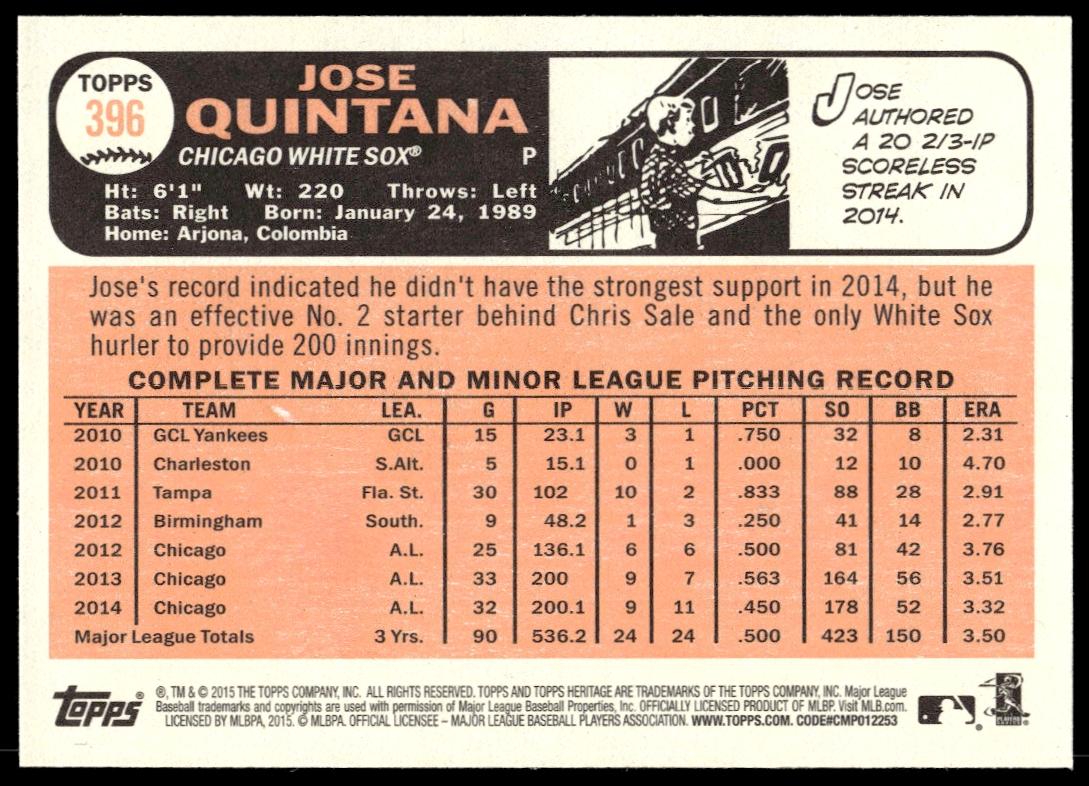 TOPPS
396
JOSE
QUINTANA
CHICAGO WHITE SOX® P
Ht: 6'1" Wt: 220 Throws: Left
Bats: Right Born: January 24, 1989
Home: Arjona, Colombia
JOSE
AUTHORED
A 20 2/3-IP
SCORELESS
STREAK IN
2014.
Jose's record indicated he didn't have the strongest support in 2014, but he
was an effective No. 2 starter behind Chris Sale and the only White Sox
hurler to provide 200 innings.
COMPLETE MAJOR AND MINOR LEAGUE PITCHING RECORD
YEAR TEAM LEA. G IP W L PCT SO BB ERA
2010 GCL Yankees GCL 15 23.1 3 1 .750 32 8 2.31
2010 Charleston S.Alt. 5 15.1 0 1 .000 12 10 4.70
2011 Tampa Fla. St. 30 102 10 2 .833 88 28 2.91
2012 Birmingham South. 9 48.2 1 3 .250 41 14 2.77
2012 Chicago A.L. 25 136.1 6 6 .500 81 42 3.76
2013 Chicago A.L. 33 200 9 7 .563 164 56 3.51
2014 Chicago A.L. 32 200.1 9 11 .450 178 52 3.32
Major League Totals 3 Yrs. 90 536.2 24 24 .500 423 150 3.50
topps®
®, TM & © 2015 THE TOPPS COMPANY, INC. ALL RIGHTS RESERVED. TOPPS AND TOPPS HERITAGE ARE TRADEMARKS OF THE TOPPS COMPANY, INC. Major League
Baseball trademarks and copyrights are used with permission of Major League Baseball Properties, Inc. OFFICIALLY LICENSED PRODUCT OF MLBP. Visit MLB.com.
LICENSED BY MLBPA, 2015. © MLBPA. OFFICIAL LICENSEE – MAJOR LEAGUE BASEBALL PLAYERS ASSOCIATION. WWW.TOPPS.COM. CODE#CMP012253